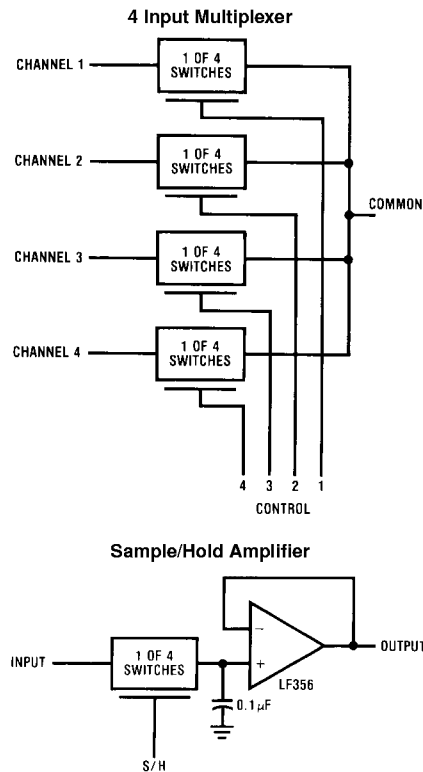 4 Input Multiplexer
CHANNEL 1
1 OF 4
SWITCHES
CHANNEL 2
1 OF 4
SWITCHES
COMMON
CHANNEL 3
1 OF 4
SWITCHES
CHANNEL 4
1 OF 4
SWITCHES
4 3 2 1
CONTROL
Sample/Hold Amplifier
INPUT
1 OF 4
SWITCHES
−
+
LF356
OUTPUT
0.1 μF
S/H